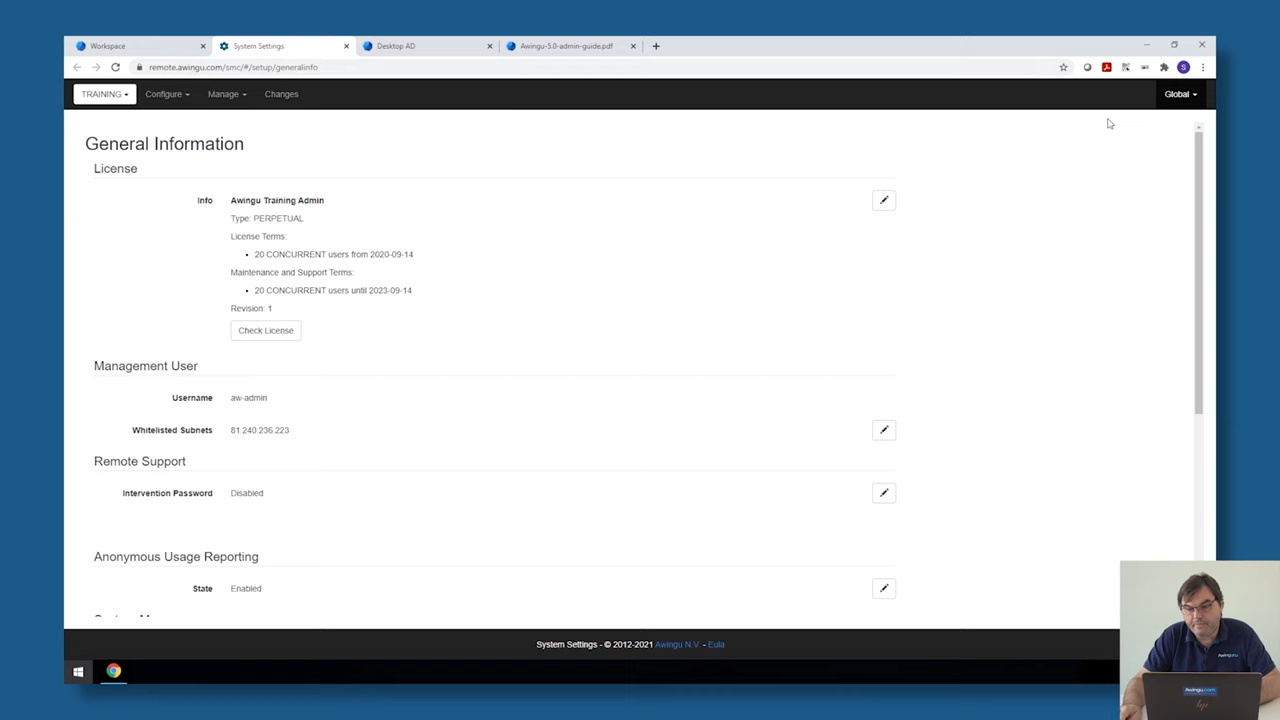 Workspace
System Settings
Desktop AD
Awingu-5.0-admin-guide.pdf
remote.awingu.com/smc/#/setup/generalinfo
S
TRAINING
Configure
Manage
Changes
Global
General Information
License
Info
Awingu Training Admin
Type: PERPETUAL
License Terms:
• 20 CONCURRENT users from 2020-09-14
Maintenance and Support Terms:
• 20 CONCURRENT users until 2023-09-14
Revision: 1
Check License
Management User
Username aw-admin
Whitelisted Subnets 81.240.236.223
Remote Support
Intervention Password Disabled
Anonymous Usage Reporting
State Enabled
System Settings - © 2012-2021 Awingu N.V. - Eula
Awingu.com